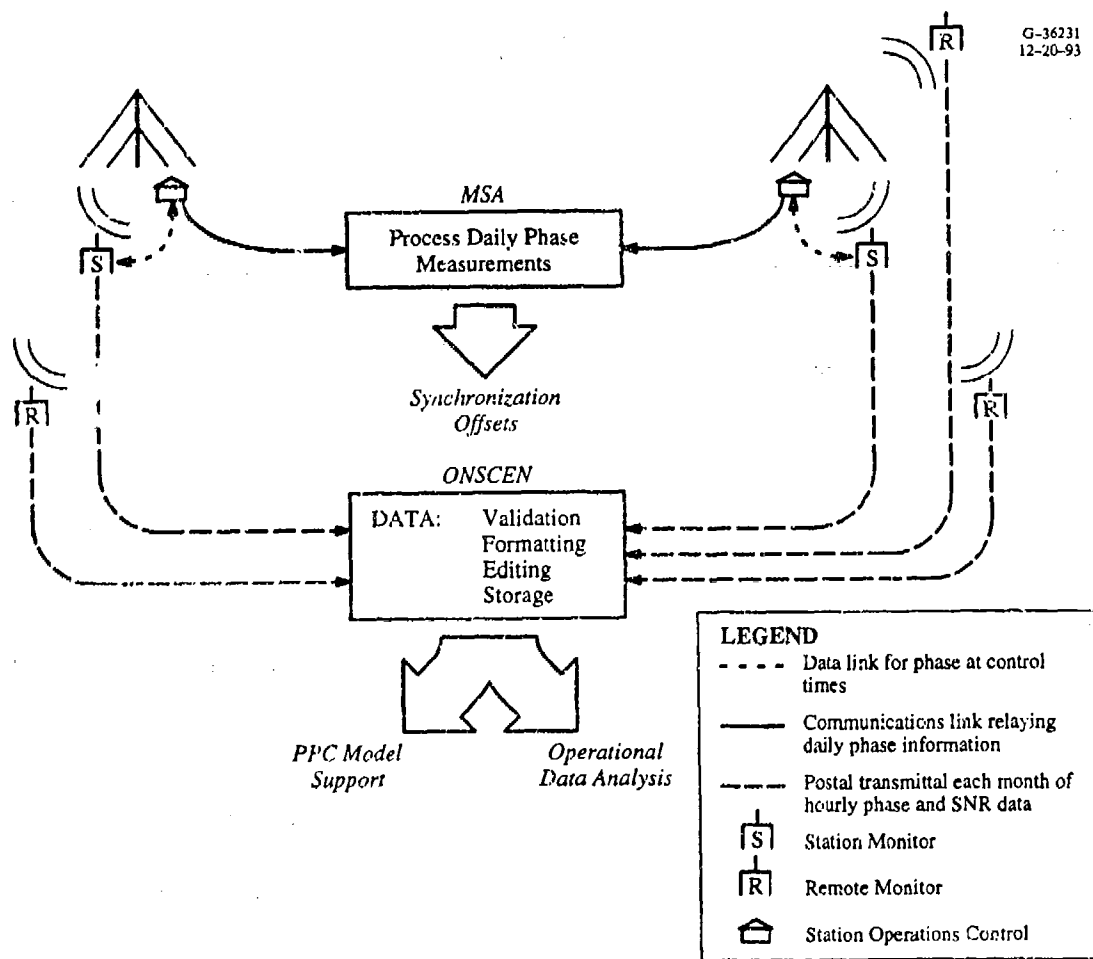 R
G-36231
12-20-93
MSA
Process Daily Phase
Measurements
S
S
Synchronization
Offsets
R
R
ONSCEN
DATA: Validation
Formatting
Editing
Storage
PPC Model
Support
Operational
Data Analysis
LEGEND
Data link for phase at control
times
Communications link relaying
daily phase information
Postal transmittal each month of
hourly phase and SNR data
S Station Monitor
R Remote Monitor
Station Operations Control